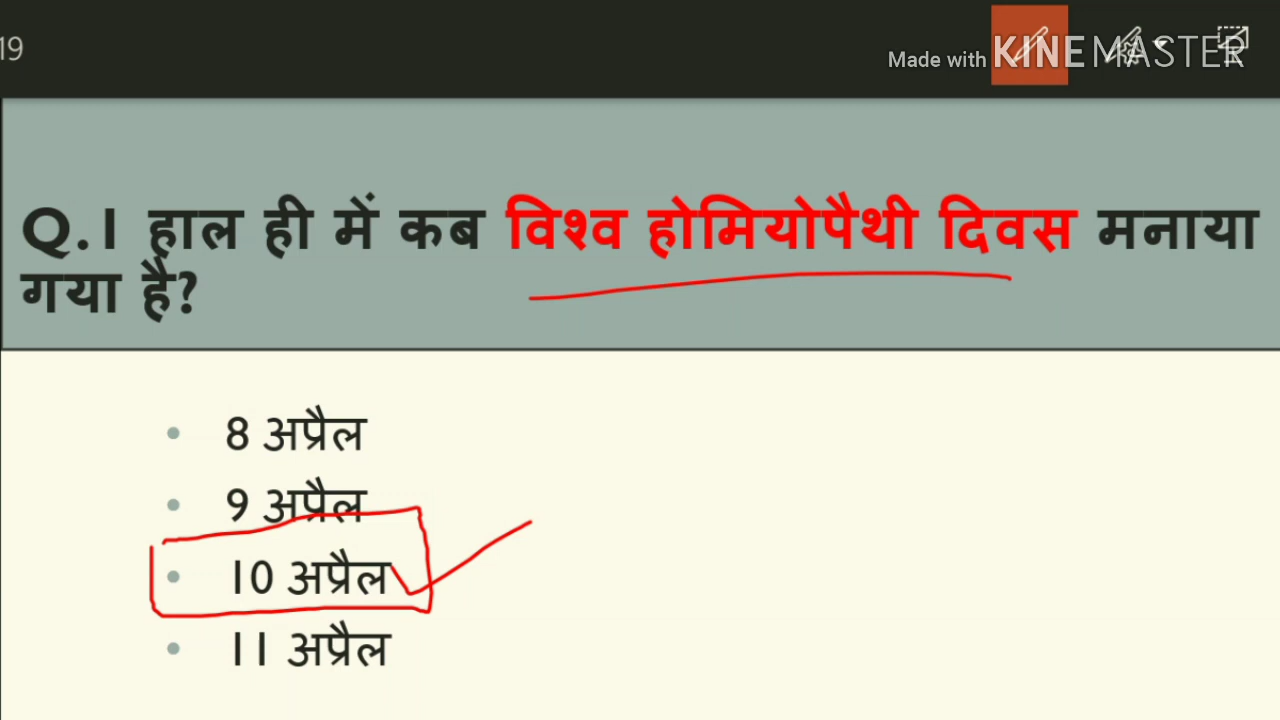 19
Made with KINEMASTER
Q.1 हाल ही में कब विश्व होमियोपैथी दिवस मनाया
गया है?
• 8 अप्रैल
• 9 अप्रैल
• 10 अप्रैल
• 11 अप्रैल